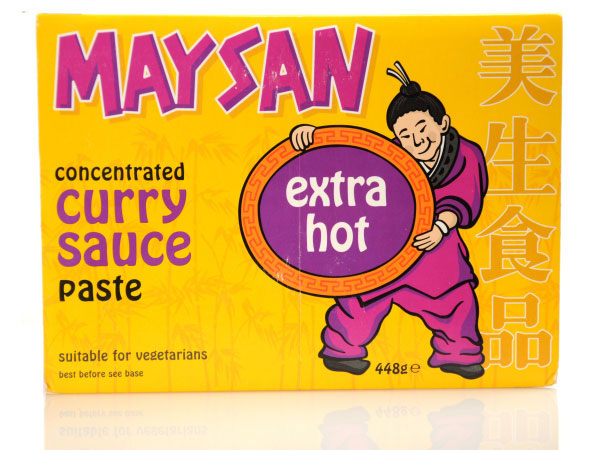 MAYSAN
concentrated
curry
sauce
paste
extra
hot
suitable for vegetarians
best before see base
448g e
美生食品